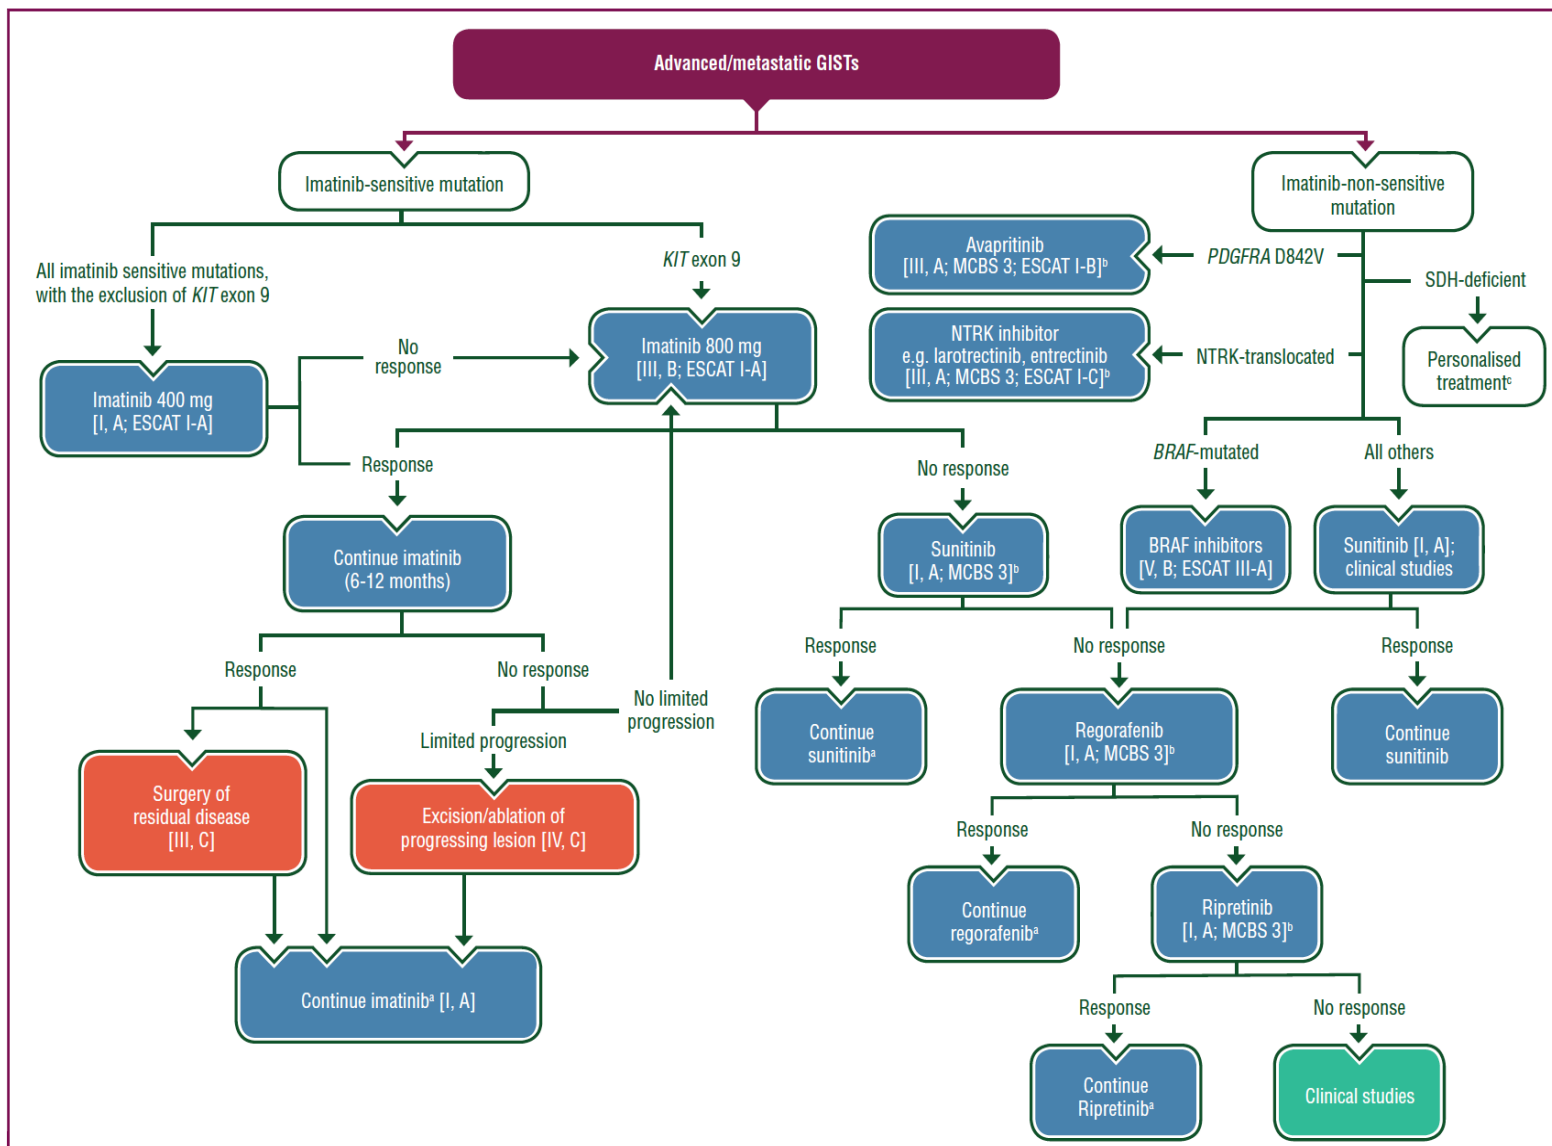 Advanced/metastatic GISTs
Imatinib-sensitive mutation
Imatinib-non-sensitive
mutation
All imatinib sensitive mutations,
with the exclusion of KIT exon 9
KIT exon 9
Avapritinib
[III, A; MCBS 3; ESCAT I-B]ᵇ
PDGFRA D842V
SDH-deficient
Personalised
treatmentᶜ
NTRK inhibitor
e.g. larotrectinib, entrectinib
[III, A; MCBS 3; ESCAT I-C]ᵇ
NTRK-translocated
Imatinib 400 mg
[I, A; ESCAT I-A]
No
response
Imatinib 800 mg
[III, B; ESCAT I-A]
Response
No response
BRAF-mutated
All others
Continue imatinib
(6-12 months)
Sunitinib
[I, A; MCBS 3]ᵇ
BRAF inhibitors
[V, B; ESCAT III-A]
Sunitinib [I, A];
clinical studies
Response
No response
No limited
progression
Limited progression
Response
No response
Response
Surgery of
residual disease
[III, C]
Excision/ablation of
progressing lesion [IV, C]
Continue
sunitinibᵃ
Regorafenib
[I, A; MCBS 3]ᵇ
Continue
sunitinib
Response
No response
Continue imatinibᵃ [I, A]
Continue
regorafenibᵃ
Ripretinib
[I, A; MCBS 3]ᵇ
Response
No response
Continue
Ripretinibᵃ
Clinical studies